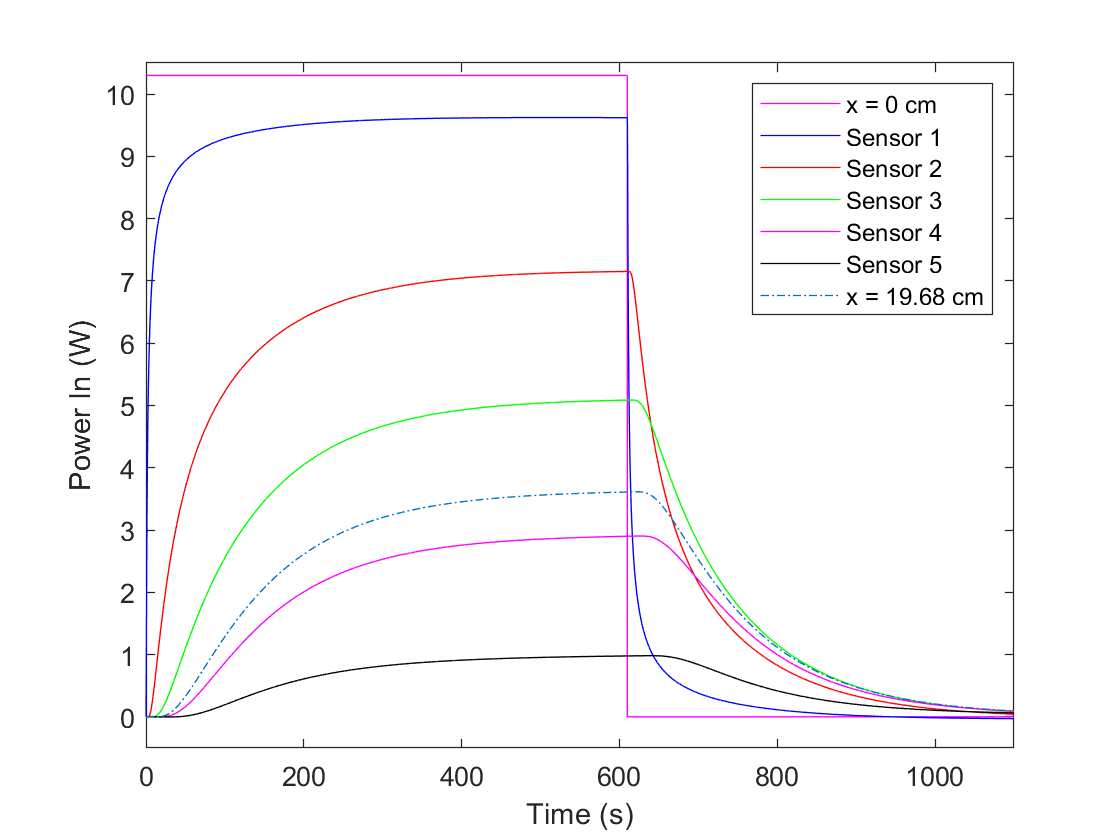 10
9
8
7
6
5
4
3
2
1
0
Power In (W)
0 200 400 600 800 1000
Time (s)
x = 0 cm
Sensor 1
Sensor 2
Sensor 3
Sensor 4
Sensor 5
x = 19.68 cm